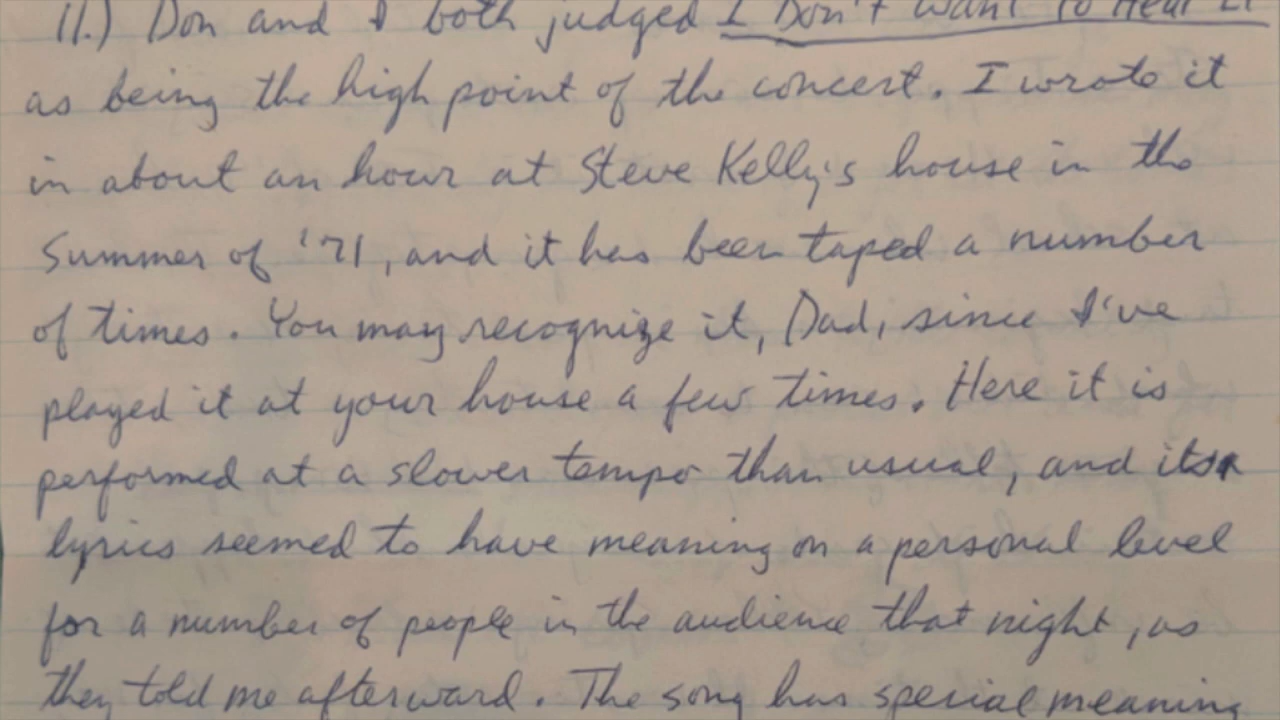 11.) Don and I both judged I Don't Want To Hear It
as being the high point of the concert. I wrote it
in about an hour at Steve Kelly's house in the
Summer of '71, and it has been taped a number
of times. You may recognize it, Dad, since I've
played it at your house a few times. Here it is
performed at a slower tempo than usual, and its
lyrics seemed to have meaning on a personal level
for a number of people in the audience that night, as
they told me afterward. The song has special meaning